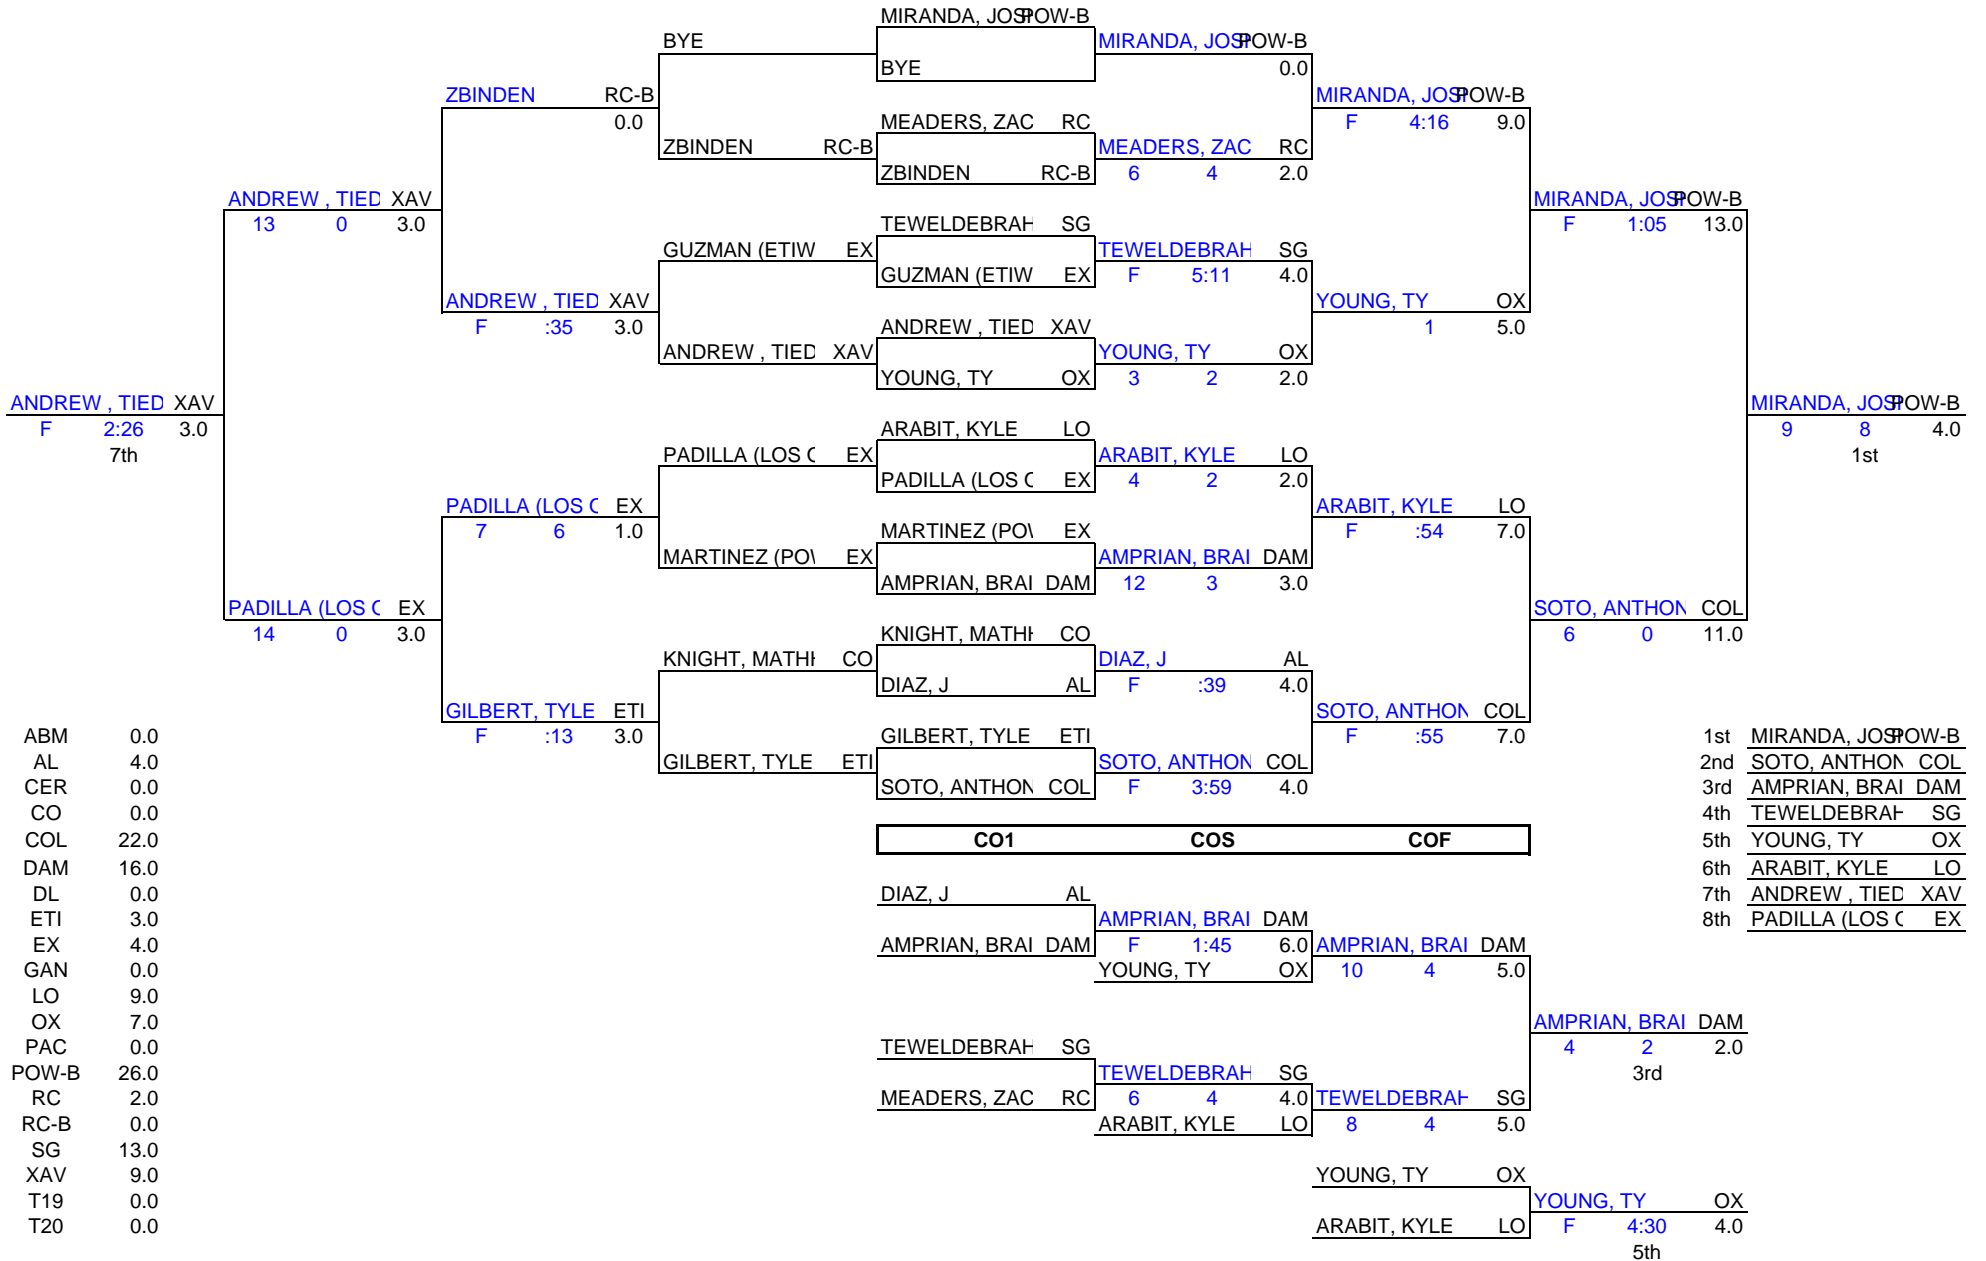 MIRANDA, JOSPOW-B
BYE MIRANDA, JOSPOW-B
BYE 0.0
ZBINDEN RC-B MIRANDA, JOSPOW-B
0.0 MEADERS, ZAC RC F 4:16 9.0
ZBINDEN RC-B MEADERS, ZAC RC
ZBINDEN RC-B 6 4 2.0
ANDREW , TIED XAV MIRANDA, JOSPOW-B
13 0 3.0 TEWELDEBRAH SG F 1:05 13.0
GUZMAN (ETIW EX TEWELDEBRAH SG
GUZMAN (ETIW EX F 5:11 4.0
ANDREW , TIED XAV YOUNG, TY OX
F :35 3.0 ANDREW , TIED XAV 1 5.0
ANDREW , TIED XAV YOUNG, TY OX
YOUNG, TY OX 3 2 2.0
ANDREW , TIED XAV MIRANDA, JOSPOW-B
F 2:26 3.0 ARABIT, KYLE LO 9 8 4.0
7th PADILLA (LOS C EX ARABIT, KYLE LO 1st
PADILLA (LOS C EX 4 2 2.0
PADILLA (LOS C EX ARABIT, KYLE LO
7 6 1.0 MARTINEZ (POW EX F :54 7.0
MARTINEZ (POW EX AMPRIAN, BRAI DAM
AMPRIAN, BRAI DAM 12 3 3.0
PADILLA (LOS C EX SOTO, ANTHON COL
14 0 3.0 KNIGHT, MATHH CO 6 0 11.0
KNIGHT, MATHH CO DIAZ, J AL
DIAZ, J AL F :39 4.0
GILBERT, TYLE ETI SOTO, ANTHON COL
ABM 0.0 F :13 3.0 GILBERT, TYLE ETI F :55 7.0 1st MIRANDA, JOSPOW-B
AL 4.0 GILBERT, TYLE ETI SOTO, ANTHON COL 2nd SOTO, ANTHON COL
CER 0.0 SOTO, ANTHON COL F 3:59 4.0 3rd AMPRIAN, BRAI DAM
CO 0.0 4th TEWELDEBRAH SG
COL 22.0 CO1 COS COF 5th YOUNG, TY OX
DAM 16.0 6th ARABIT, KYLE LO
DL 0.0 DIAZ, J AL 7th ANDREW , TIED XAV
ETI 3.0 AMPRIAN, BRAI DAM 8th PADILLA (LOS C EX
EX 4.0 AMPRIAN, BRAI DAM F 1:45 6.0 AMPRIAN, BRAI DAM
GAN 0.0 YOUNG, TY OX 10 4 5.0
LO 9.0
OX 7.0 AMPRIAN, BRAI DAM
PAC 0.0 TEWELDEBRAH SG 4 2 2.0
POW-B 26.0 TEWELDEBRAH SG 3rd
RC 2.0 MEADERS, ZAC RC 6 4 4.0 TEWELDEBRAH SG
RC-B 0.0 ARABIT, KYLE LO 8 4 5.0
SG 13.0
XAV 9.0 YOUNG, TY OX
T19 0.0 YOUNG, TY OX
T20 0.0 ARABIT, KYLE LO F 4:30 4.0
5th